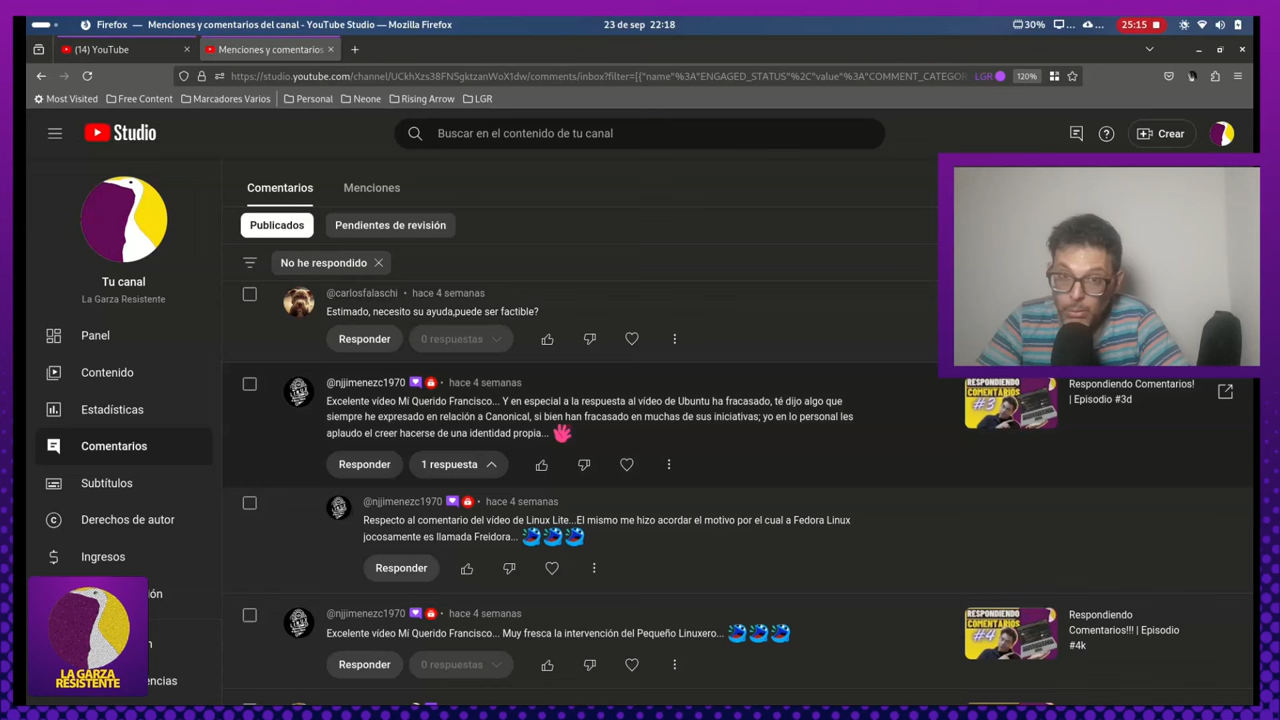 Firefox — Menciones y comentarios del canal - YouTube Studio — Mozilla Firefox
23 de sep 22:18
30%
25:15
(14) YouTube
Menciones y comentarios
https://studio.youtube.com/channel/UCkhXzs38FN5gktzanWoX1dw/comments/inbox?filter=[{"name"%3A"ENGAGED_STATUS"%2C"value"%3A"COMMENT_CATEGOR
LGR
120%
Most Visited
Free Content
Marcadores Varios
Personal
Neone
Rising Arrow
LGR
Studio
Buscar en el contenido de tu canal
Crear
Comentarios
Menciones
Publicados
Pendientes de revisión
No he respondido
Tu canal
La Garza Resistente
Panel
Contenido
Estadísticas
Comentarios
Subtítulos
Derechos de autor
Ingresos
@carlosfalaschi • hace 4 semanas
Estimado, necesito su ayuda,puede ser factible?
Responder
0 respuestas
@njjimenezc1970 • hace 4 semanas
Excelente vídeo Mi Querido Francisco... Y en especial a la respuesta al vídeo de Ubuntu ha fracasado, té dijo algo que
siempre he expresado en relación a Canonical, si bien han fracasado en muchas de sus iniciativas; yo en lo personal les
aplaudo el creer hacerse de una identidad propia...
Responder
1 respuesta
RESPONDIENDO
COMENTARIOS
#3
Respondiendo Comentarios!
| Episodio #3d
@njjimenezc1970 • hace 4 semanas
Respecto al comentario del vídeo de Linux Lite...El mismo me hizo acordar el motivo por el cual a Fedora Linux
jocosamente es llamada Freidora...
Responder
@njjimenezc1970 • hace 4 semanas
Excelente vídeo Mi Querido Francisco... Muy fresca la intervención del Pequeño Linuxero...
Responder
0 respuestas
RESPONDIENDO
COMENTARIOS
#4
Respondiendo
Comentarios!!! | Episodio
#4k
LA GARZA
RESISTENTE